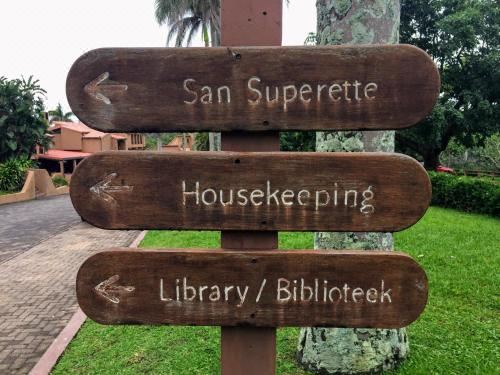 San Superette
Housekeeping
Library / Biblioteek